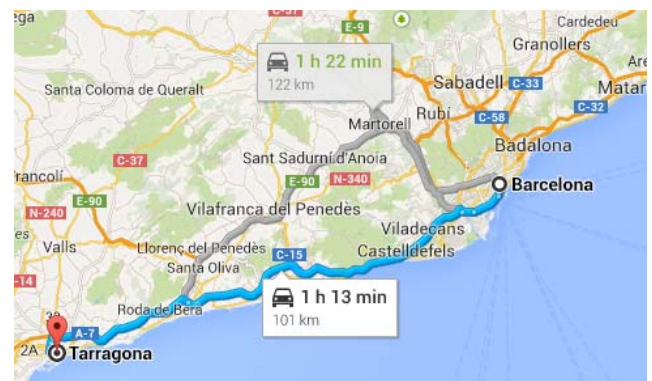 C-37
E-9
Cardedeu
Granollers
1 h 22 min
122 km
Sabadell
C-33
Santa Coloma de Queralt
Rubí
Matar
Martorell
C-58
C-32
Badalona
C-37
Sant Sadurní d'Anoia
rancolí
E-90
N-340
Barcelona
E-90
N-240
Vilafranca del Penedès
Viladecans
Valls
Llorenç del Penedès
C-15
Castelldefels
Santa Oliva
-14
1 h 13 min
Roda de Berà
101 km
A-7
2A
Tarragona